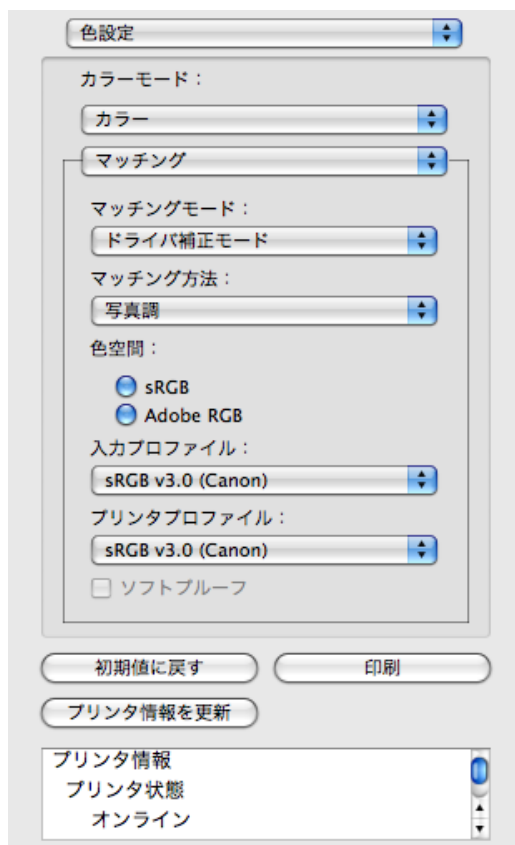 色設定
カラーモード：
カラー
マッチング
マッチングモード：
ドライバ補正モード
マッチング方法：
写真調
色空間：
sRGB
Adobe RGB
入力プロファイル：
sRGB v3.0 (Canon)
プリンタプロファイル：
sRGB v3.0 (Canon)
ソフトプルーフ
初期値に戻す 印刷
プリンタ情報を更新
プリンタ情報
プリンタ状態
オンライン